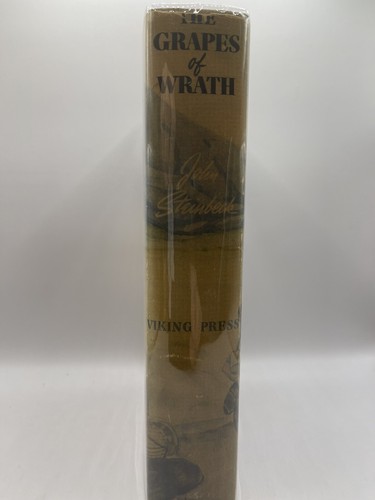 THE
GRAPES
of
WRATH
John
Steinbeck
VIKING PRESS